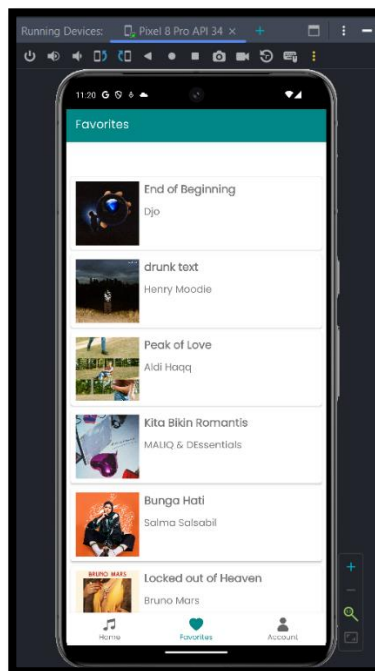 Running Devices: Pixel 8 Pro API 34
11:20 G
Favorites
End of Beginning
Djo
drunk text
Henry Moodie
Peak of Love
Aldi Haqq
Kita Bikin Romantis
MALIQ & DEssentials
Bunga Hati
Salma Salsabil
BRUNO MARS
Locked out of Heaven
Bruno Mars
Home Favorites Account